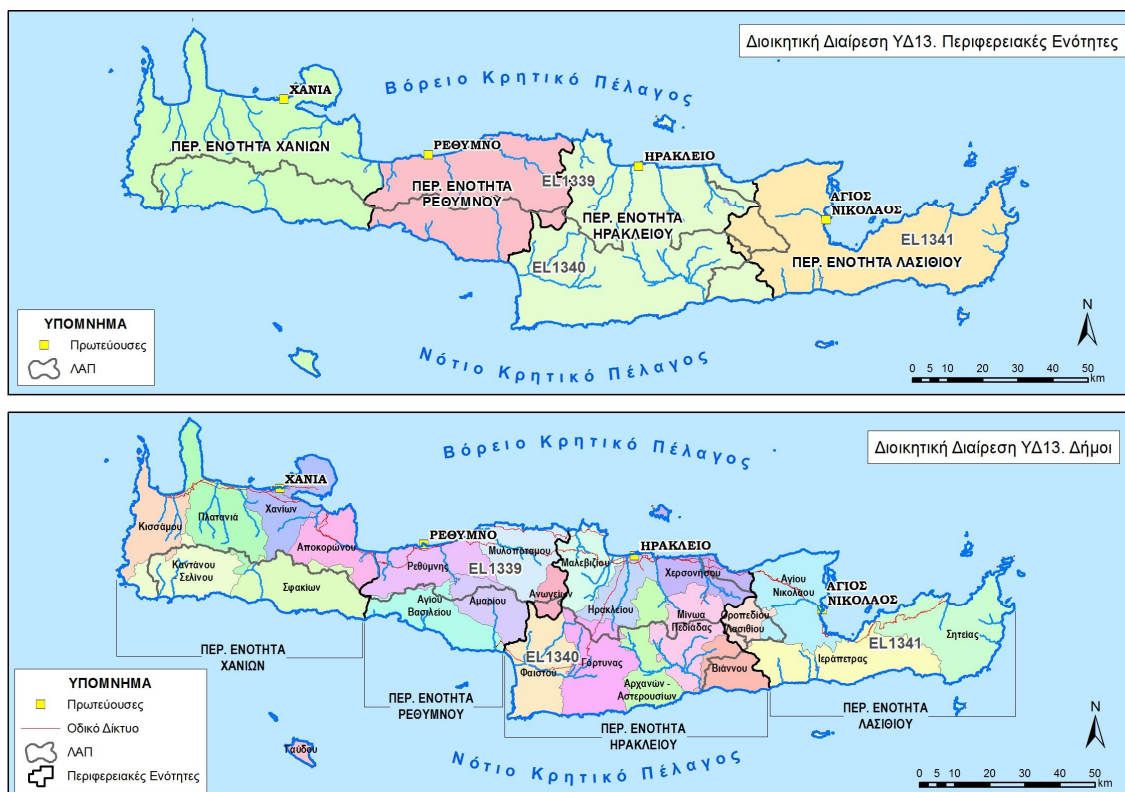 Διοικητική Διαίρεση ΥΔ13. Περιφερειακές Ενότητες
Βόρειο Κρητικό Πέλαγος
ΧΑΝΙΑ
ΠΕΡ. ΕΝΟΤΗΤΑ ΧΑΝΙΩΝ
ΡΕΘΥΜΝΟ
ΠΕΡ. ΕΝΟΤΗΤΑ
ΡΕΘΥΜΝΟΥ
EL1339
ΗΡΑΚΛΕΙΟ
ΠΕΡ. ΕΝΟΤΗΤΑ
ΗΡΑΚΛΕΙΟΥ
EL1340
ΑΓΙΟΣ
ΝΙΚΟΛΑΟΣ
EL1341
ΠΕΡ. ΕΝΟΤΗΤΑ ΛΑΣΙΘΙΟΥ
Νότιο Κρητικό Πέλαγος
ΥΠΟΜΝΗΜΑ
Πρωτεύουσες
ΛΑΠ
N
0 5 10 20 30 40 50
km
Διοικητική Διαίρεση ΥΔ13. Δήμοι
Βόρειο Κρητικό Πέλαγος
ΧΑΝΙΑ
Κισσάμου
Πλατανιά
Χανίων
Αποκορώνου
Καντάνου
Σελίνου
Σφακίων
ΡΕΘΥΜΝΟ
Ρεθύμνης
EL1339
Μυλοποτάμου
Αγίου
Βασιλείου
Αμαρίου
Ανωγείων
ΗΡΑΚΛΕΙΟ
Μαλεβιζίου
Ηρακλείου
Χερσονήσου
Μινώα
Πεδιάδας
EL1340
Φαιστού
Γόρτυνας
Αρχανών -
Αστερουσίων
Βιάννου
Οροπεδίου
Λασιθίου
Αγίου
Νικολάου
ΑΓΙΟΣ
ΝΙΚΟΛΑΟΣ
EL1341
Ιεράπετρας
Σητείας
ΠΕΡ. ΕΝΟΤΗΤΑ
ΧΑΝΙΩΝ
ΠΕΡ. ΕΝΟΤΗΤΑ
ΡΕΘΥΜΝΟΥ
ΠΕΡ. ΕΝΟΤΗΤΑ
ΗΡΑΚΛΕΙΟΥ
ΠΕΡ. ΕΝΟΤΗΤΑ
ΛΑΣΙΘΙΟΥ
Γαύδου
Νότιο Κρητικό Πέλαγος
ΥΠΟΜΝΗΜΑ
Πρωτεύουσες
Οδικό Δίκτυο
ΛΑΠ
Περιφερειακές Ενότητες
N
0 5 10 20 30 40 50
km